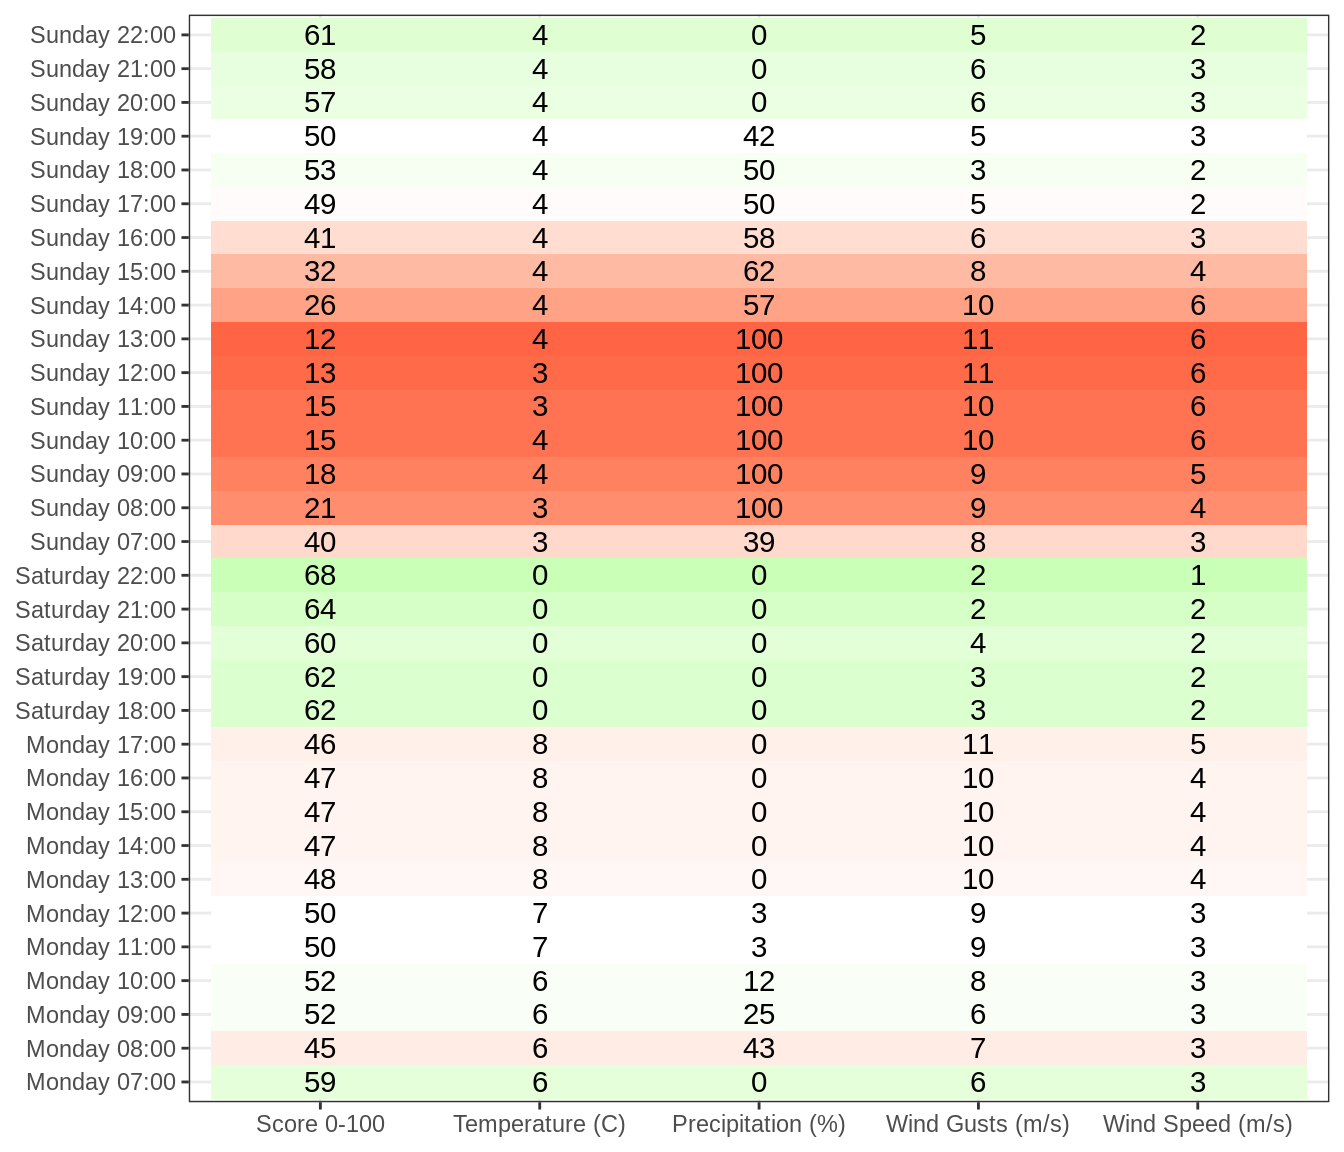 Sunday 22:00 61 4 0 5 2
Sunday 21:00 58 4 0 6 3
Sunday 20:00 57 4 0 6 3
Sunday 19:00 50 4 42 5 3
Sunday 18:00 53 4 50 3 2
Sunday 17:00 49 4 50 5 2
Sunday 16:00 41 4 58 6 3
Sunday 15:00 32 4 62 8 4
Sunday 14:00 26 4 57 10 6
Sunday 13:00 12 4 100 11 6
Sunday 12:00 13 3 100 11 6
Sunday 11:00 15 3 100 10 6
Sunday 10:00 15 4 100 10 6
Sunday 09:00 18 4 100 9 5
Sunday 08:00 21 3 100 9 4
Sunday 07:00 40 3 39 8 3
Saturday 22:00 68 0 0 2 1
Saturday 21:00 64 0 0 2 2
Saturday 20:00 60 0 0 4 2
Saturday 19:00 62 0 0 3 2
Saturday 18:00 62 0 0 3 2
Monday 17:00 46 8 0 11 5
Monday 16:00 47 8 0 10 4
Monday 15:00 47 8 0 10 4
Monday 14:00 47 8 0 10 4
Monday 13:00 48 8 0 10 4
Monday 12:00 50 7 3 9 3
Monday 11:00 50 7 3 9 3
Monday 10:00 52 6 12 8 3
Monday 09:00 52 6 25 6 3
Monday 08:00 45 6 43 7 3
Monday 07:00 59 6 0 6 3
Score 0-100 Temperature (C) Precipitation (%) Wind Gusts (m/s) Wind Speed (m/s)